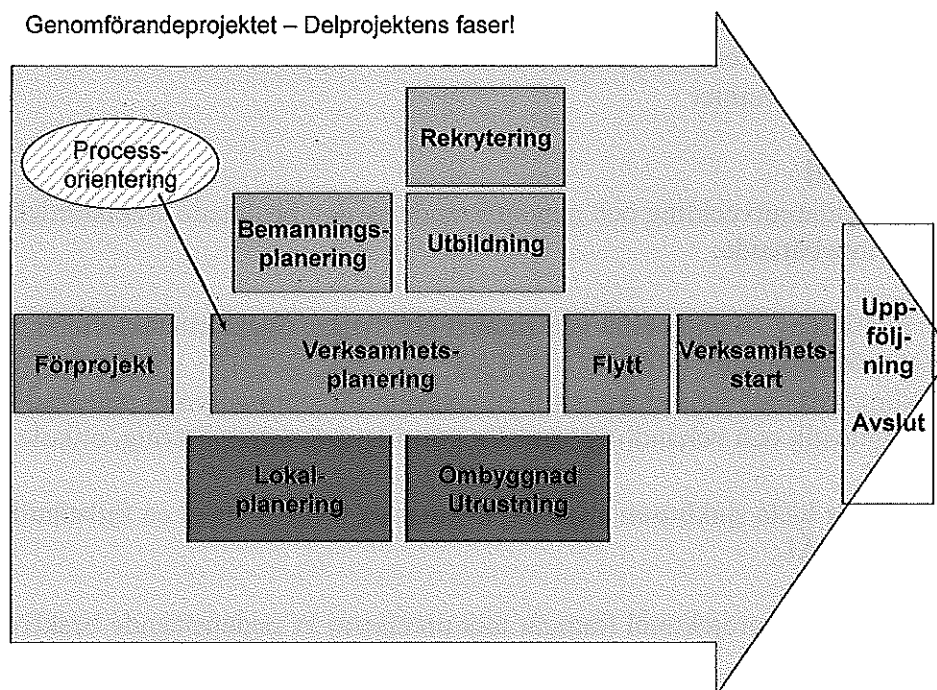 Genomförandeprojektet – Delprojektens faser!
Process-
orientering
Rekrytering
Bemannings-
planering
Utbildning
Förprojekt
Verksamhets-
planering
Flytt
Verksamhets-
start
Upp-
följ-
ning
Avslut
Lokal-
planering
Ombyggnad
Utrustning